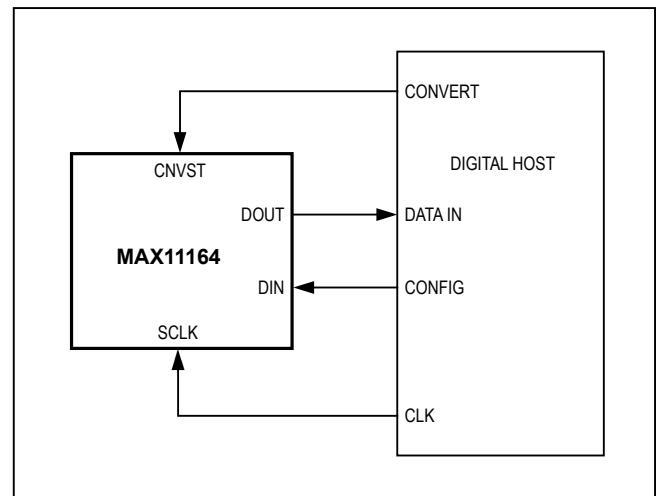 CONVERT
CNVST
DIGITAL HOST
DOUT
DATA IN
MAX11164
DIN
CONFIG
SCLK
CLK